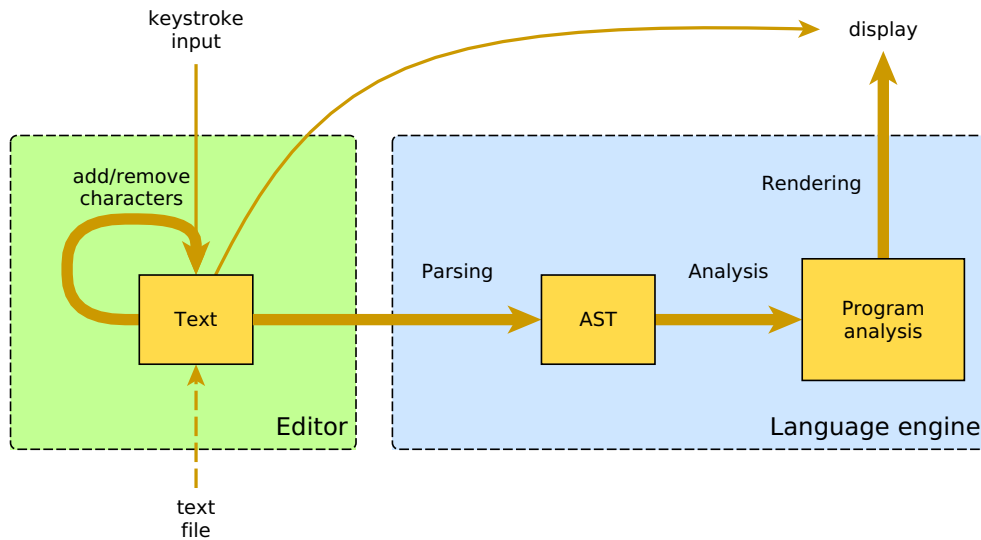 keystroke
input
display
add/remove
characters
Rendering
Parsing
Analysis
Text
AST
Program
analysis
Editor
Language engine
text
file